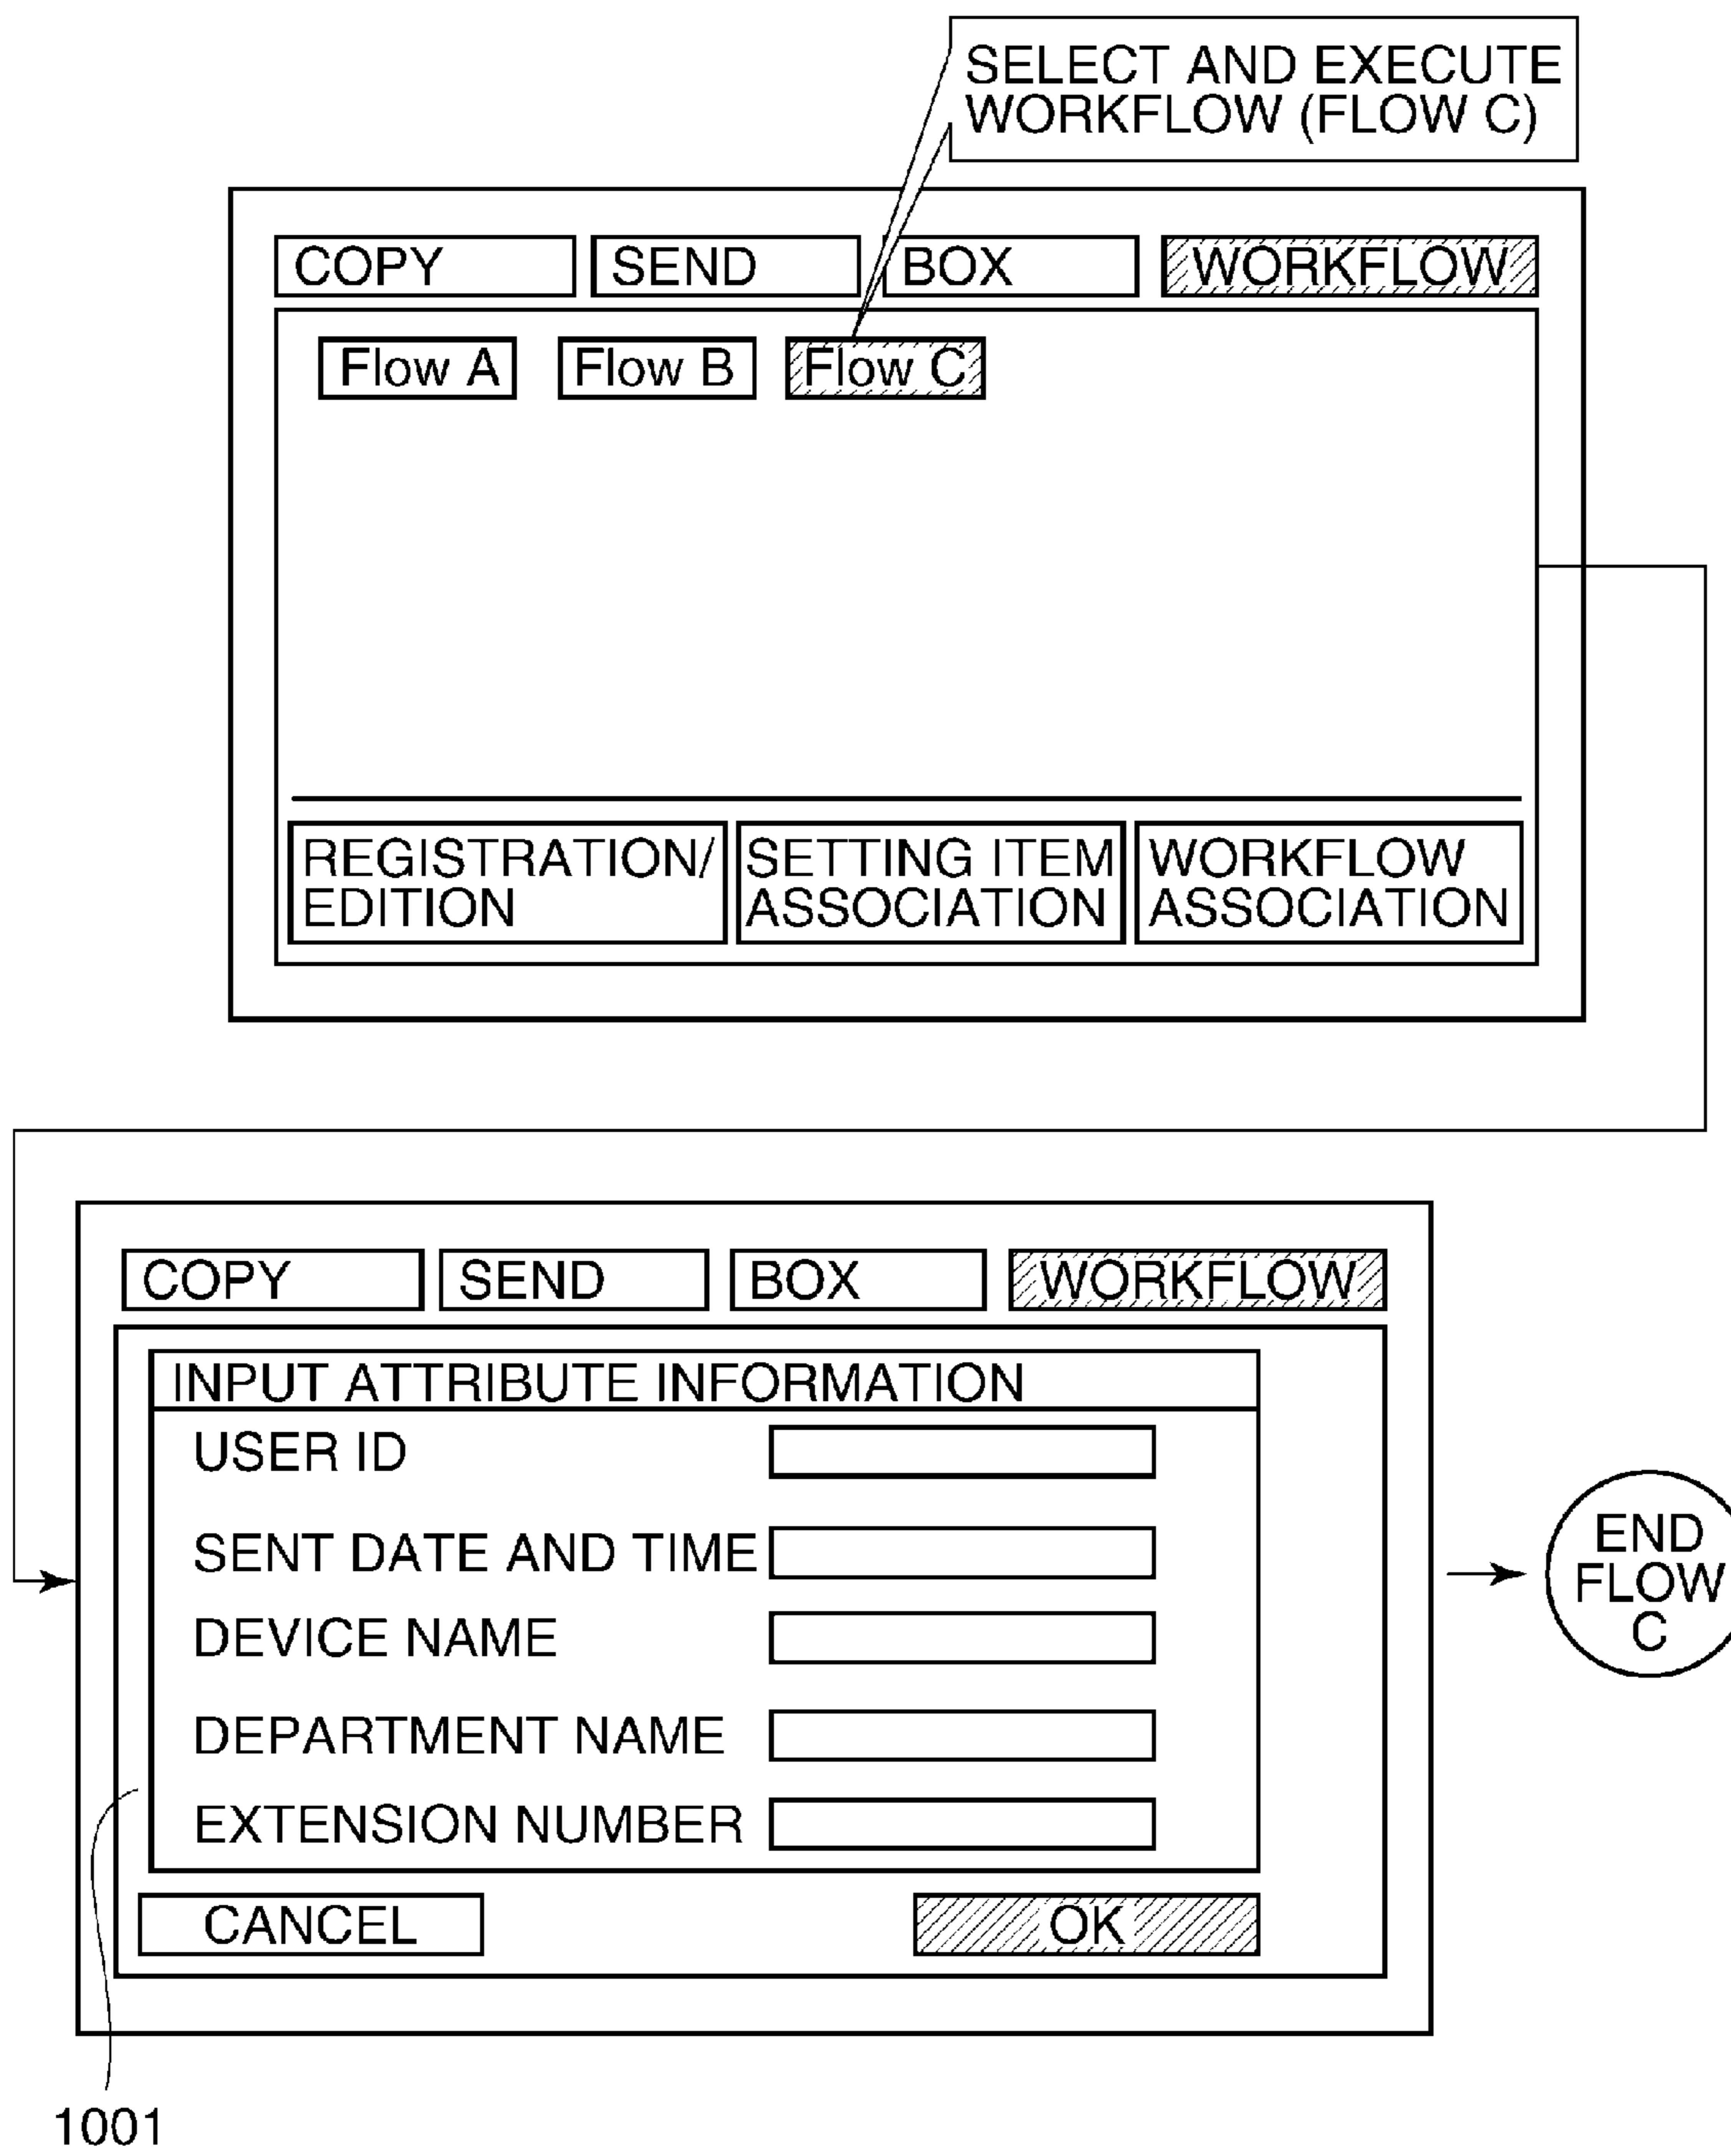 SELECT AND EXECUTE
WORKFLOW (FLOW C)
COPY
SEND
BOX
WORKFLOW
Flow A
Flow B
Flow C
REGISTRATION/
EDITION
SETTING ITEM
ASSOCIATION
WORKFLOW
ASSOCIATION
COPY
SEND
BOX
WORKFLOW
INPUT ATTRIBUTE INFORMATION
USER ID
SENT DATE AND TIME
DEVICE NAME
DEPARTMENT NAME
EXTENSION NUMBER
CANCEL
OK
END
FLOW
C
1001